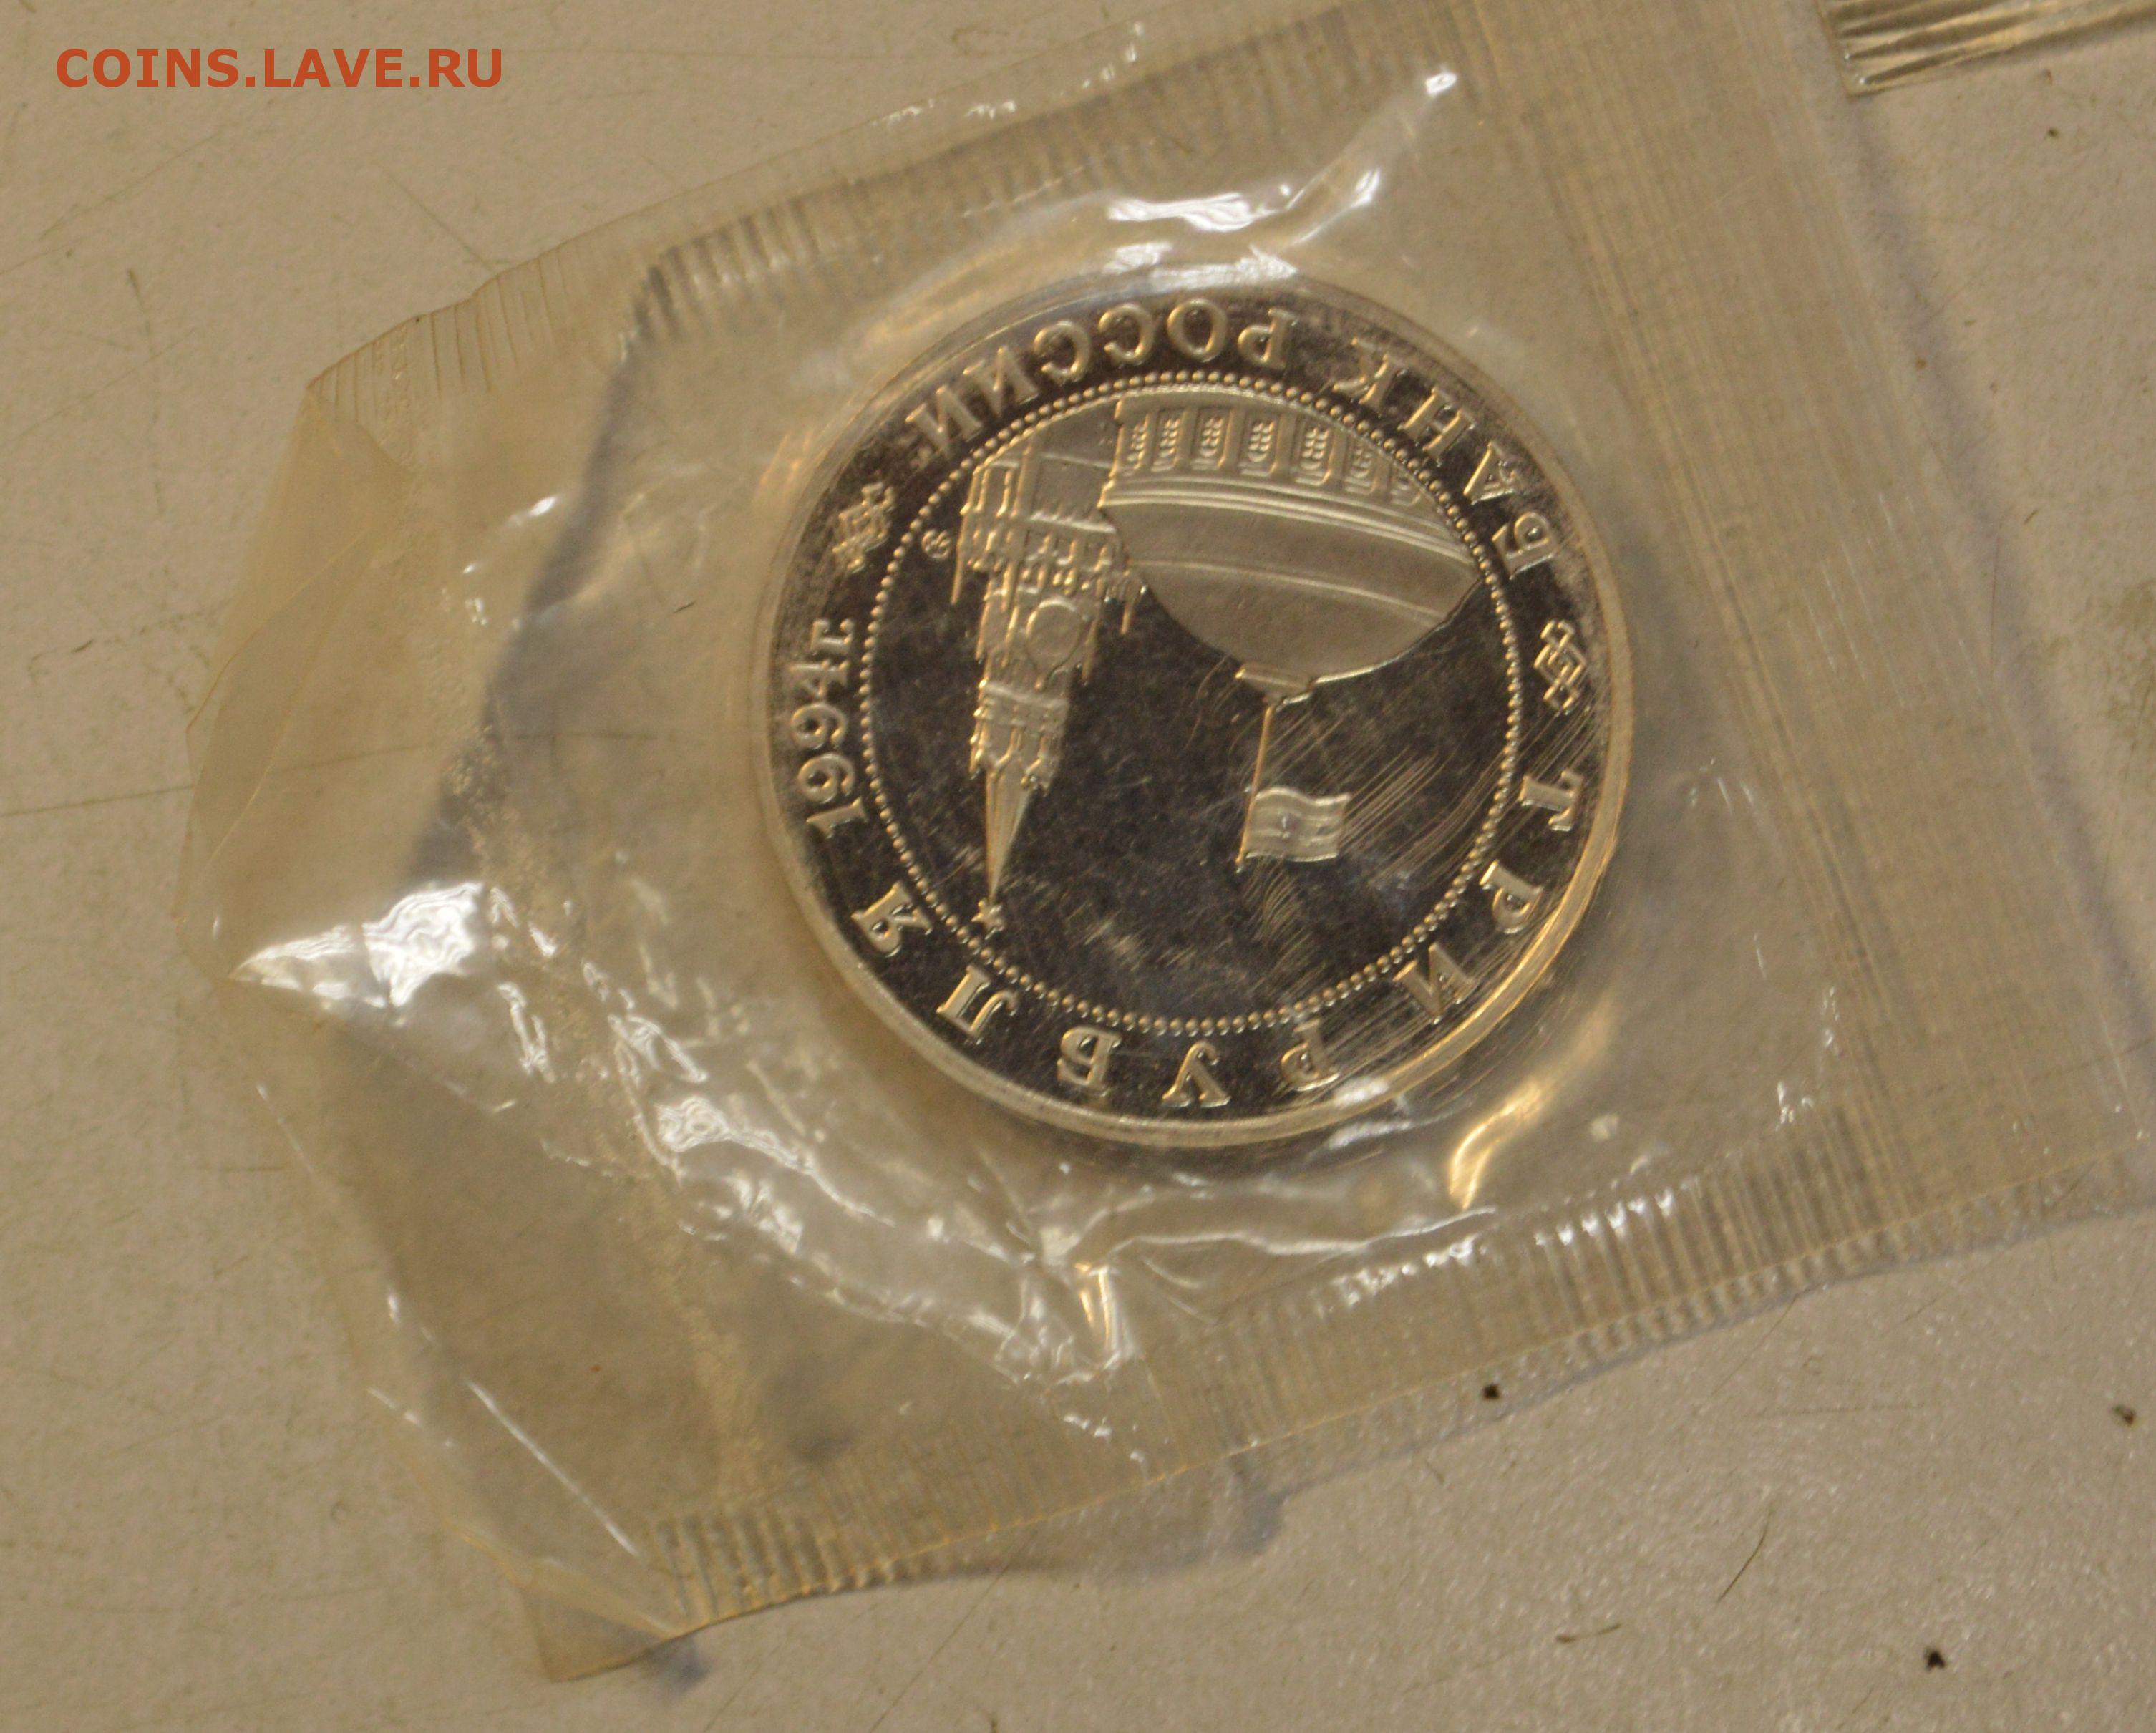 COINS.LAVE.RU
БАНК РОССИИ
ТРИ РУБЛЯ 1994г.